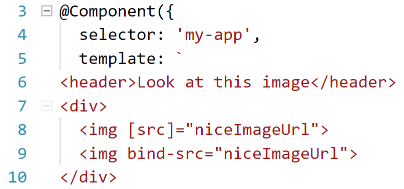 3 @Component({
4 selector: 'my-app',
5 template: `
6 <header>Look at this image</header>
7 <div>
8 <img [src]="niceImageUrl">
9 <img bind-src="niceImageUrl">
10 </div>